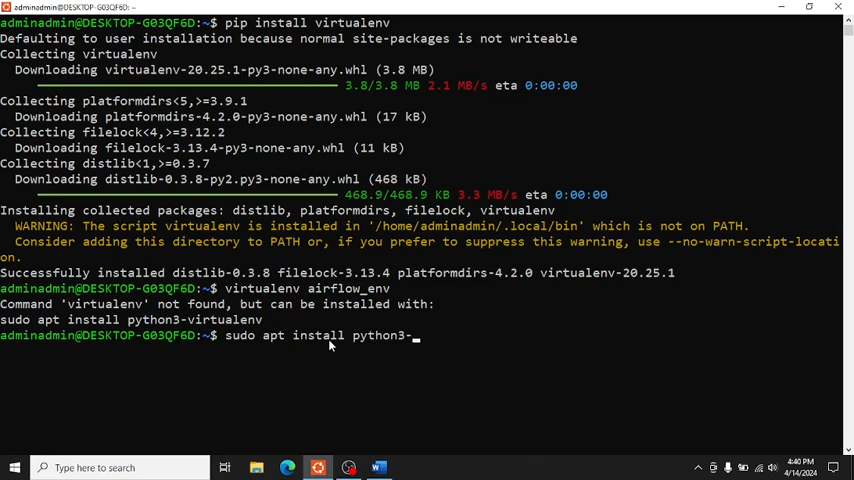 adminadmin@DESKTOP-G03QF6D: ~
adminadmin@DESKTOP-G03QF6D:~$ pip install virtualenv
Defaulting to user installation because normal site-packages is not writeable
Collecting virtualenv
  Downloading virtualenv-20.25.1-py3-none-any.whl (3.8 MB)
3.8/3.8 MB 2.1 MB/s eta 0:00:00
Collecting platformdirs<5,>=3.9.1
  Downloading platformdirs-4.2.0-py3-none-any.whl (17 kB)
Collecting filelock<4,>=3.12.2
  Downloading filelock-3.13.4-py3-none-any.whl (11 kB)
Collecting distlib<1,>=0.3.7
  Downloading distlib-0.3.8-py2.py3-none-any.whl (468 kB)
468.9/468.9 KB 3.3 MB/s eta 0:00:00
Installing collected packages: distlib, platformdirs, filelock, virtualenv
  WARNING: The script virtualenv is installed in '/home/adminadmin/.local/bin' which is not on PATH.
  Consider adding this directory to PATH or, if you prefer to suppress this warning, use --no-warn-script-locati
on.
Successfully installed distlib-0.3.8 filelock-3.13.4 platformdirs-4.2.0 virtualenv-20.25.1
adminadmin@DESKTOP-G03QF6D:~$ virtualenv airflow_env
Command 'virtualenv' not found, but can be installed with:
sudo apt install python3-virtualenv
adminadmin@DESKTOP-G03QF6D:~$ sudo apt install python3-
Type here to search
4:40 PM
4/14/2024